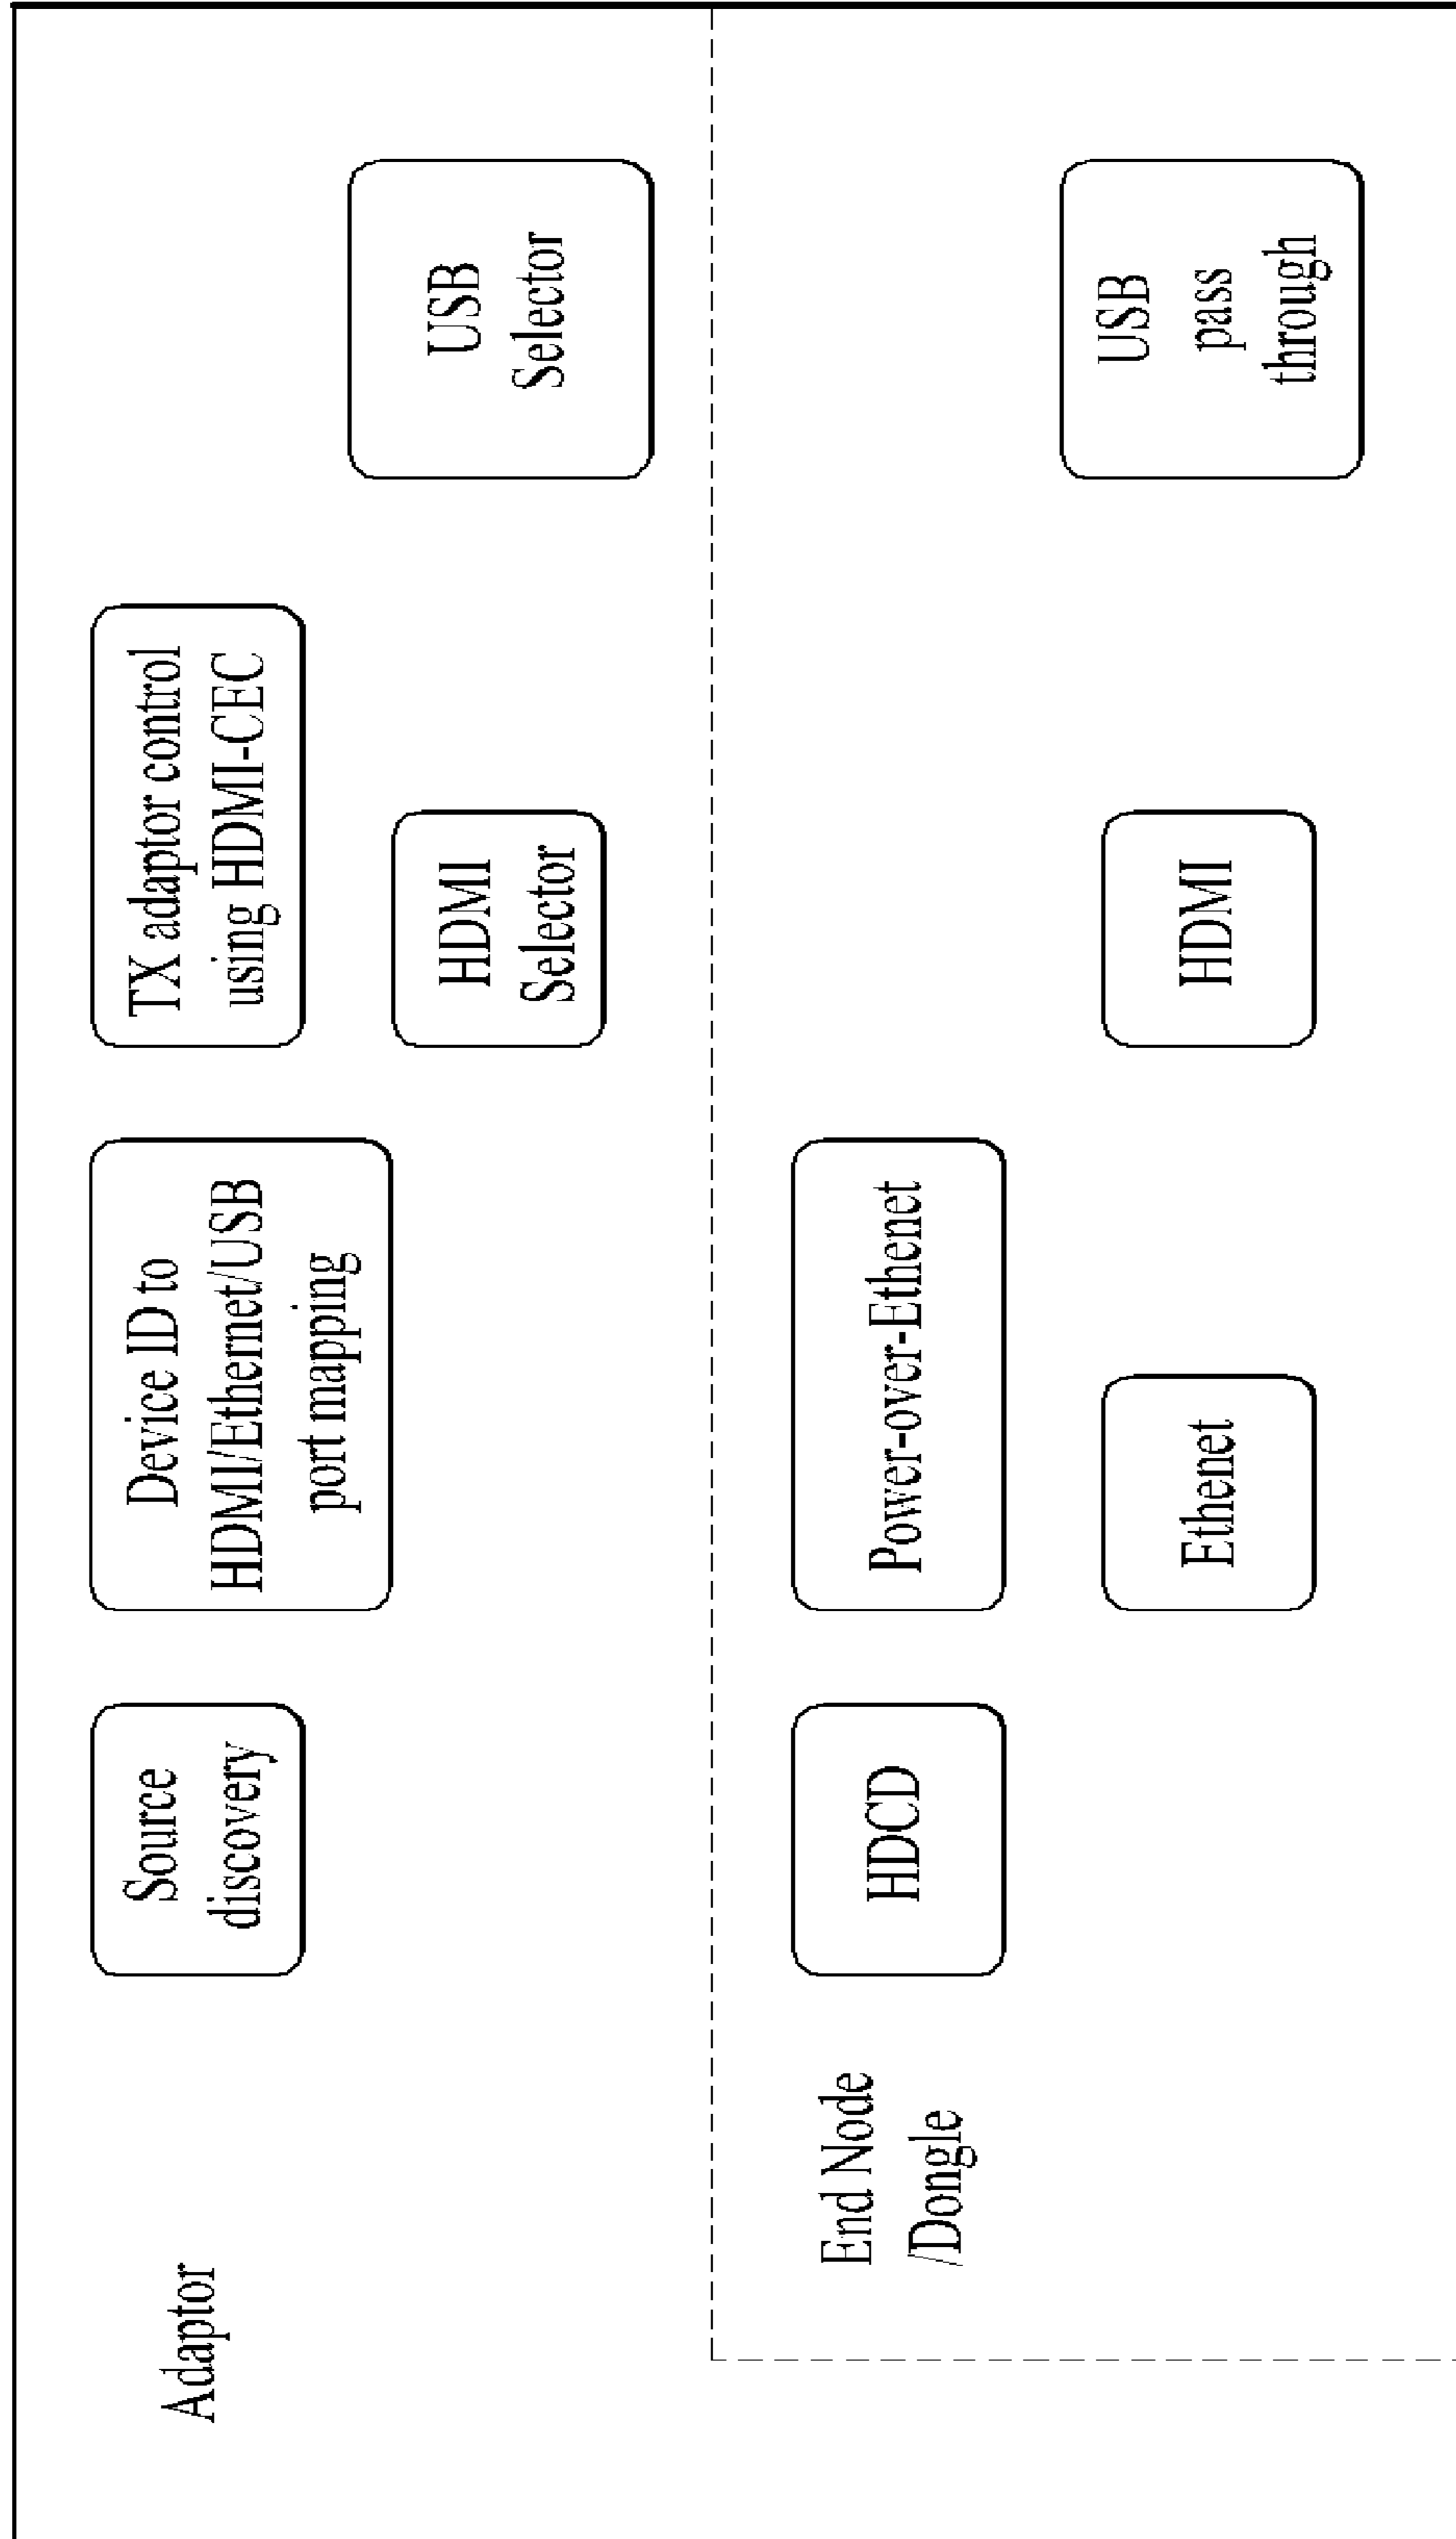 Adaptor
Source
discovery
Device ID to
HDMI/Ethernet/USB
port mapping
TX adaptor control
using HDMI-CEC
HDMI
Selector
USB
Selector
End Node
/Dongle
HDCD
Power-over-Ethenet
Ethenet
HDMI
USB
pass
through